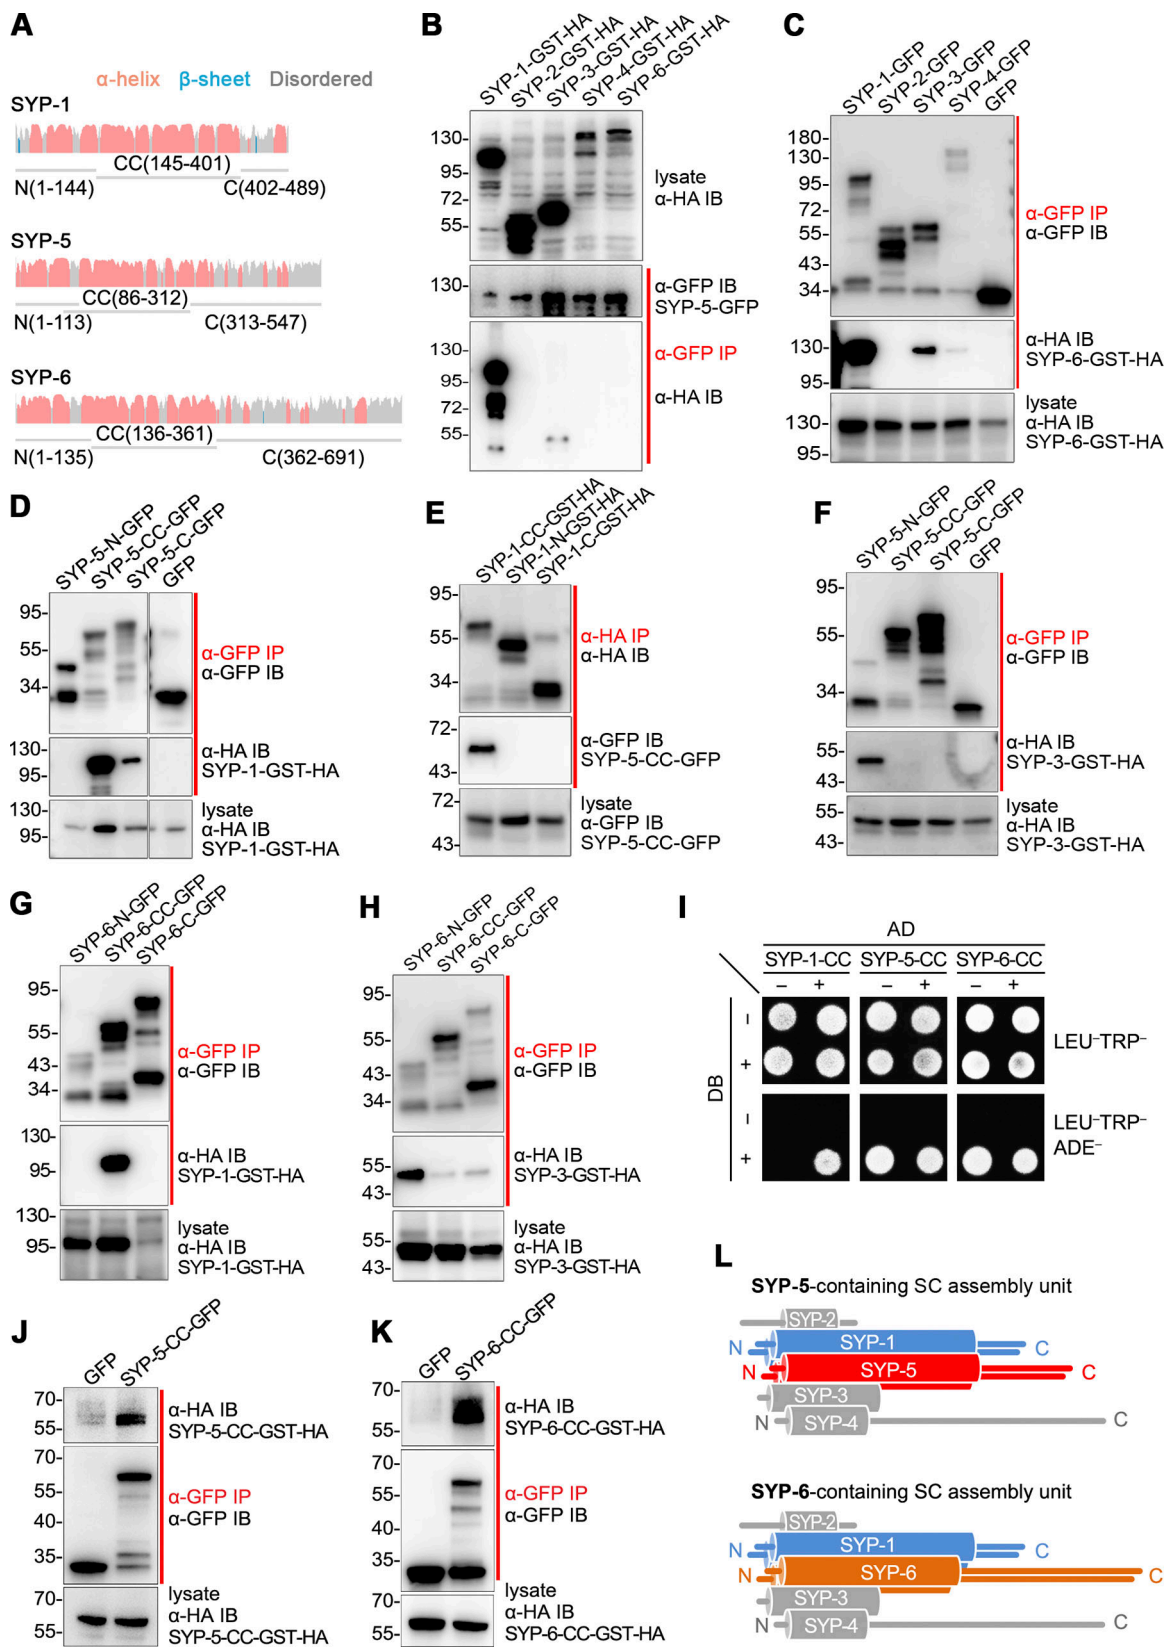 A
α-helix β-sheet Disordered
SYP-1
CC(145-401)
N(1-144) C(402-489)
SYP-5
CC(86-312)
N(1-113) C(313-547)
SYP-6
CC(136-361)
N(1-135) C(362-691)
B
SYP-1-GST-HA
SYP-2-GST-HA
SYP-3-GST-HA
SYP-4-GST-HA
SYP-6-GST-HA
130-
95-
72-
55-
lysate
α-HA IB
130-
α-GFP IB
SYP-5-GFP
130-
95-
72-
55-
α-GFP IP
α-HA IB
C
SYP-1-GFP
SYP-2-GFP
SYP-3-GFP
SYP-4-GFP
GFP
180-
130-
95-
72-
55-
43-
34-
α-GFP IP
α-GFP IB
130-
95-
α-HA IB
SYP-6-GST-HA
130-
95-
lysate
α-HA IB
SYP-6-GST-HA
D
SYP-5-N-GFP
SYP-5-CC-GFP
SYP-5-C-GFP
GFP
95-
55-
34-
α-GFP IP
α-GFP IB
130-
95-
α-HA IB
SYP-1-GST-HA
130-
95-
lysate
α-HA IB
SYP-1-GST-HA
E
SYP-1-CC-GST-HA
SYP-1-N-GST-HA
SYP-1-C-GST-HA
95-
55-
34-
α-HA IP
α-HA IB
72-
43-
α-GFP IB
SYP-5-CC-GFP
72-
43-
lysate
α-GFP IB
SYP-5-CC-GFP
F
SYP-5-N-GFP
SYP-5-CC-GFP
SYP-5-C-GFP
GFP
95-
55-
34-
α-GFP IP
α-GFP IB
55-
43-
α-HA IB
SYP-3-GST-HA
55-
43-
lysate
α-HA IB
SYP-3-GST-HA
G
SYP-6-N-GFP
SYP-6-CC-GFP
SYP-6-C-GFP
95-
55-
43-
34-
α-GFP IP
α-GFP IB
130-
95-
α-HA IB
SYP-1-GST-HA
130-
95-
lysate
α-HA IB
SYP-1-GST-HA
H
SYP-6-N-GFP
SYP-6-CC-GFP
SYP-6-C-GFP
95-
55-
43-
34-
α-GFP IP
α-GFP IB
55-
43-
α-HA IB
SYP-3-GST-HA
55-
43-
lysate
α-HA IB
SYP-3-GST-HA
I
AD
SYP-1-CC SYP-5-CC SYP-6-CC
– + – + – +
DB
–
+
LEU⁻TRP⁻
–
+
LEU⁻TRP⁻
ADE⁻
J
GFP
SYP-5-CC-GFP
70-
55-
α-HA IB
SYP-5-CC-GST-HA
70-
55-
40-
35-
α-GFP IP
α-GFP IB
70-
55-
lysate
α-HA IB
SYP-5-CC-GST-HA
K
GFP
SYP-6-CC-GFP
70-
55-
α-HA IB
SYP-6-CC-GST-HA
70-
55-
40-
35-
α-GFP IP
α-GFP IB
70-
55-
lysate
α-HA IB
SYP-6-CC-GST-HA
L
SYP-5-containing SC assembly unit
SYP-2
N SYP-1 C
N SYP-5 C
SYP-3
N SYP-4 C
SYP-6-containing SC assembly unit
SYP-2
N SYP-1 C
N SYP-6 C
SYP-3
N SYP-4 C